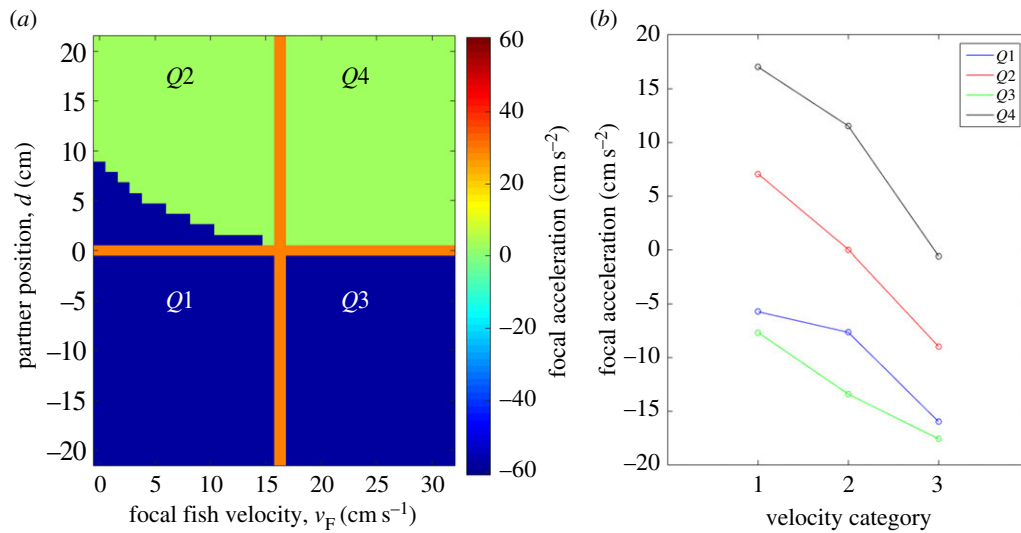 (a)
20
15
10
5
0
−5
−10
−15
−20
partner position, d (cm)
Q2
Q4
Q1
Q3
0
5
10
15
20
25
30
focal fish velocity, vF (cm s−1)
60
40
20
0
−20
−40
−60
focal acceleration (cm s−2)
(b)
20
15
10
5
0
−5
−10
−15
−20
focal acceleration (cm s−2)
Q1
Q2
Q3
Q4
1
2
3
velocity category